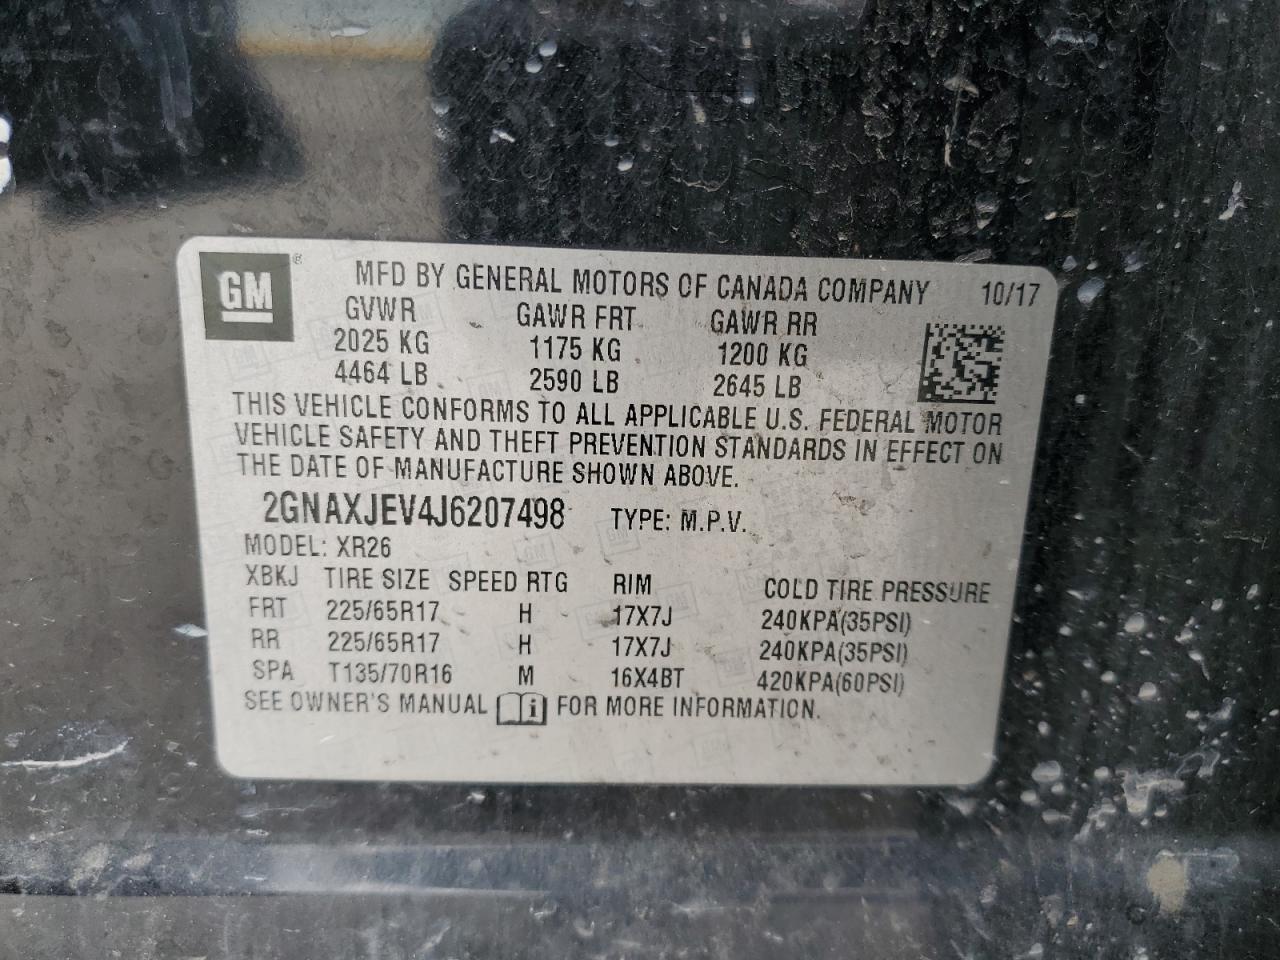 GM ® MFD BY GENERAL MOTORS OF CANADA COMPANY 10/17
GVWR GAWR FRT GAWR RR
2025 KG 1175 KG 1200 KG
4464 LB 2590 LB 2645 LB
THIS VEHICLE CONFORMS TO ALL APPLICABLE U.S. FEDERAL MOTOR
VEHICLE SAFETY AND THEFT PREVENTION STANDARDS IN EFFECT ON
THE DATE OF MANUFACTURE SHOWN ABOVE.
2GNAXJEV4J6207498 TYPE: M.P.V.
MODEL: XR26
XBKJ TIRE SIZE SPEED RTG RIM COLD TIRE PRESSURE
FRT 225/65R17 H 17X7J 240KPA(35PSI)
RR 225/65R17 H 17X7J 240KPA(35PSI)
SPA T135/70R16 M 16X4BT 420KPA(60PSI)
SEE OWNER'S MANUAL i FOR MORE INFORMATION.